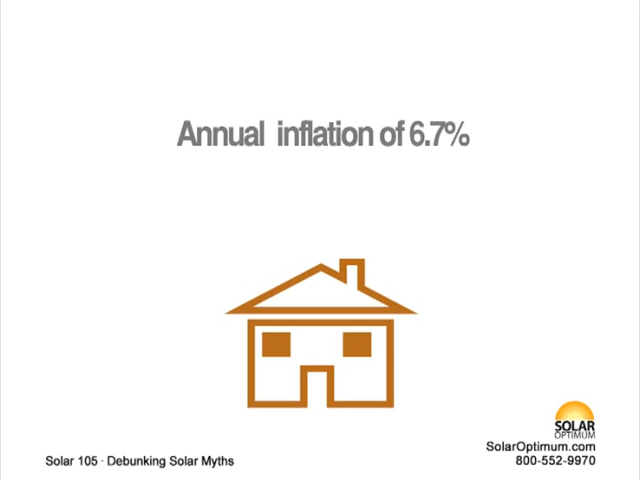 Annual inflation of 6.7%
SOLAR
OPTIMUM
SolarOptimum.com
800-552-9970
Solar 105 · Debunking Solar Myths